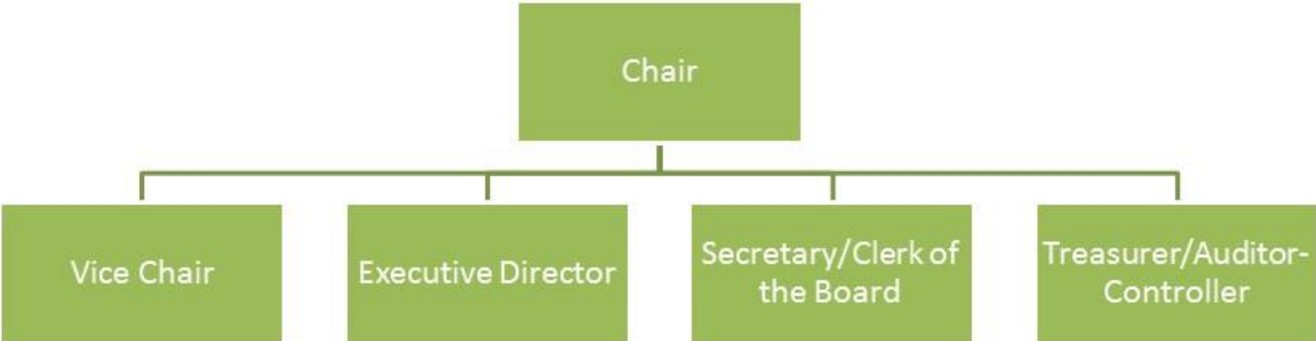 Chair
Vice Chair
Executive Director
Secretary/Clerk of
the Board
Treasurer/Auditor-
Controller